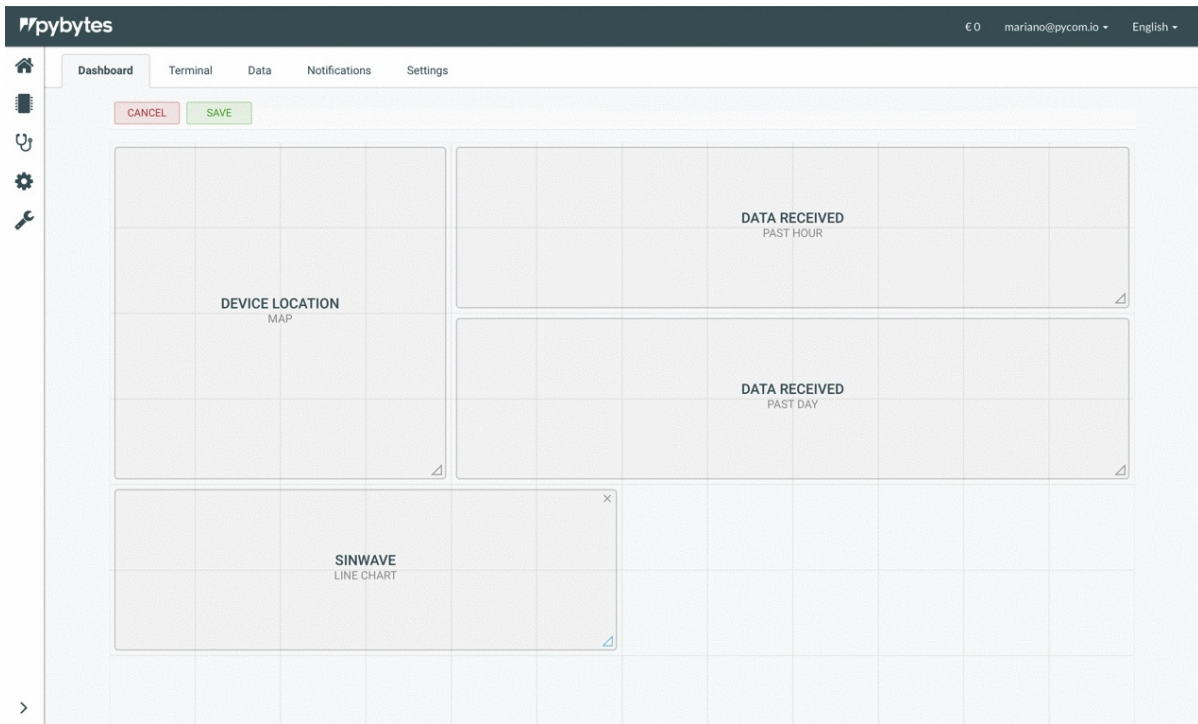 pybytes
€ 0
mariano@pycom.io
English
Dashboard
Terminal
Data
Notifications
Settings
CANCEL
SAVE
DEVICE LOCATION
MAP
DATA RECEIVED
PAST HOUR
DATA RECEIVED
PAST DAY
SINWAVE
LINE CHART